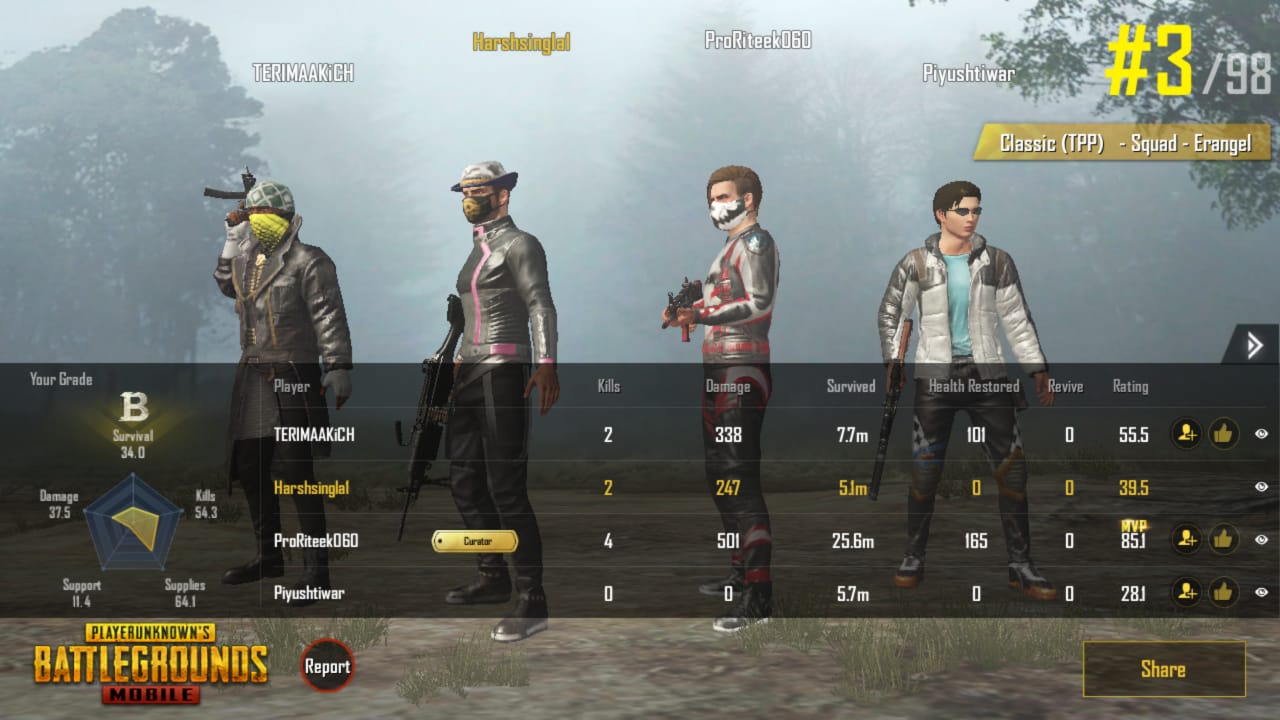 Harshsinglal
ProRiteek060
TERIMAAKiCH
Piyushtiwar
#3/98
Classic (TPP) - Squad - Erangel
Your Grade
B
Survival
34.0
Damage
37.5
Kills
54.3
Support
11.4
Supplies
64.1
Player Kills Damage Survived Health Restored Revive Rating
TERIMAAKiCH 2 338 7.7m 101 0 55.5
Harshsinglal 2 247 5.1m 0 0 39.5
MVP
ProRiteek060 Curator 4 501 25.6m 165 0 85.1
Piyushtiwar 0 0 5.7m 0 0 28.1
PLAYERUNKNOWN'S
BATTLEGROUNDS
MOBILE
Report
Share